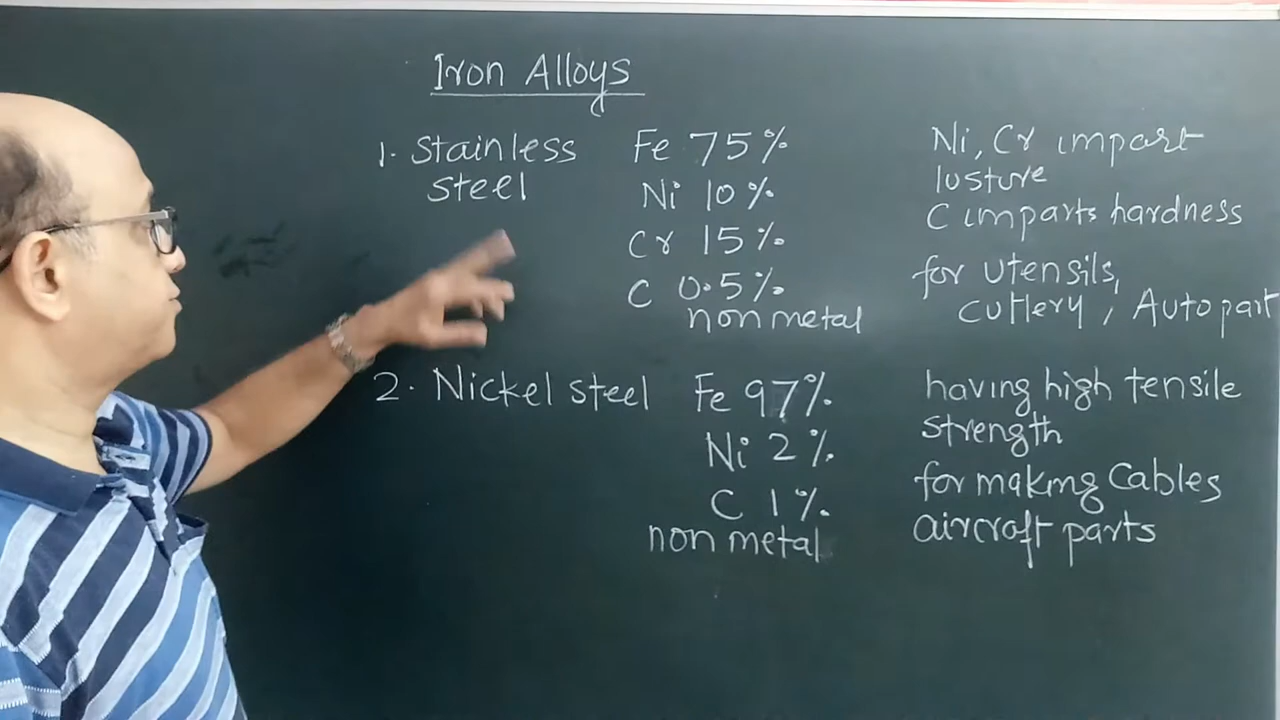 Iron Alloys
1. Stainless steel
Fe 75%
Ni 10%
Cr 15%
C 0.5%
non metal
Ni, Cr impart
lusture
C imparts hardness
for utensils,
cutlery, Auto part
2. Nickel steel
Fe 97%
Ni 2%
C 1%
non metal
having high tensile
strength
for making Cables
aircraft parts